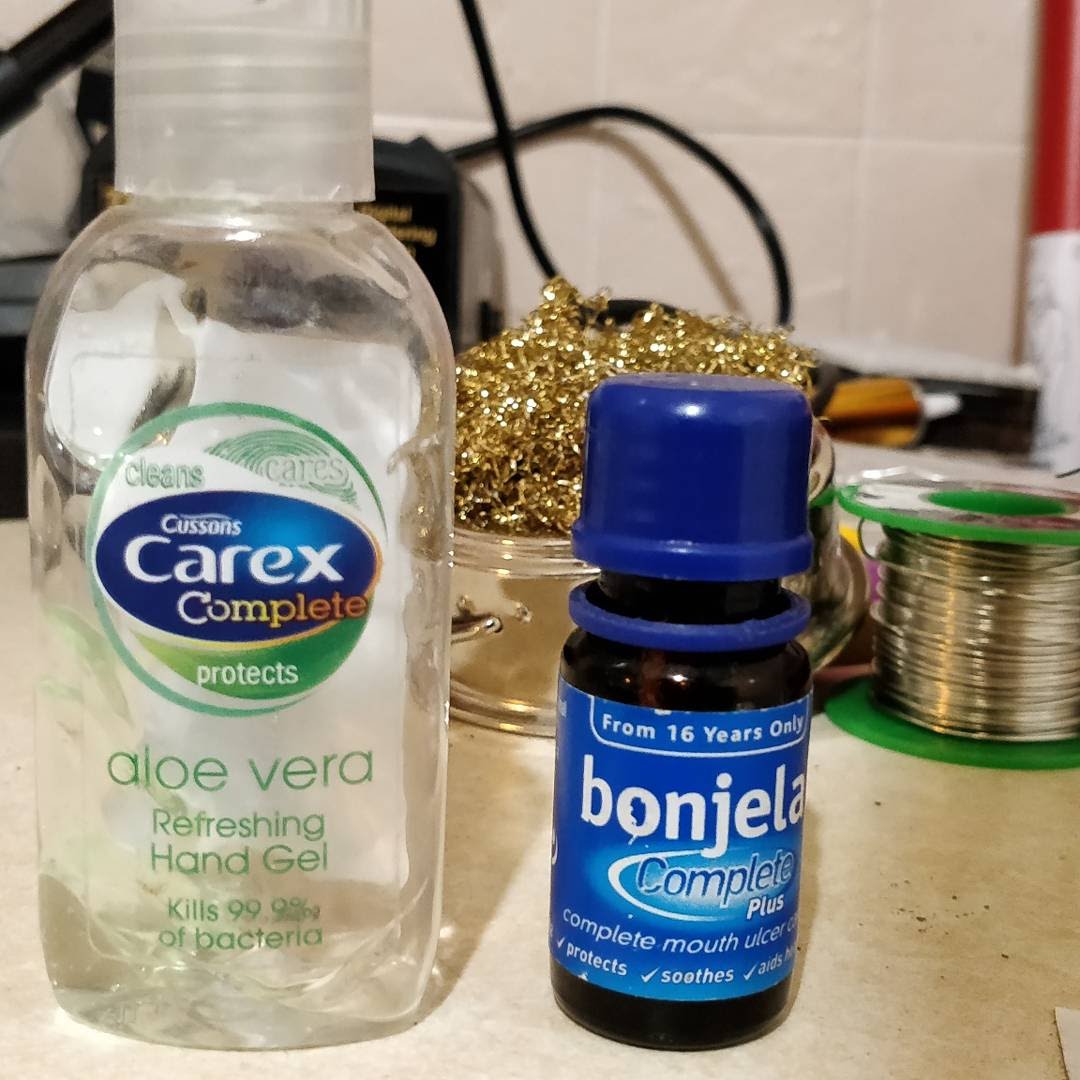 cleans cares
Cussons
Carex
Complete
protects
aloe vera
Refreshing
Hand Gel
Kills 99.9%
of bacteria
Digital
From 16 Years Only
bonjela
Complete
Plus
complete mouth ulcer
✓ protects ✓ soothes ✓ aids